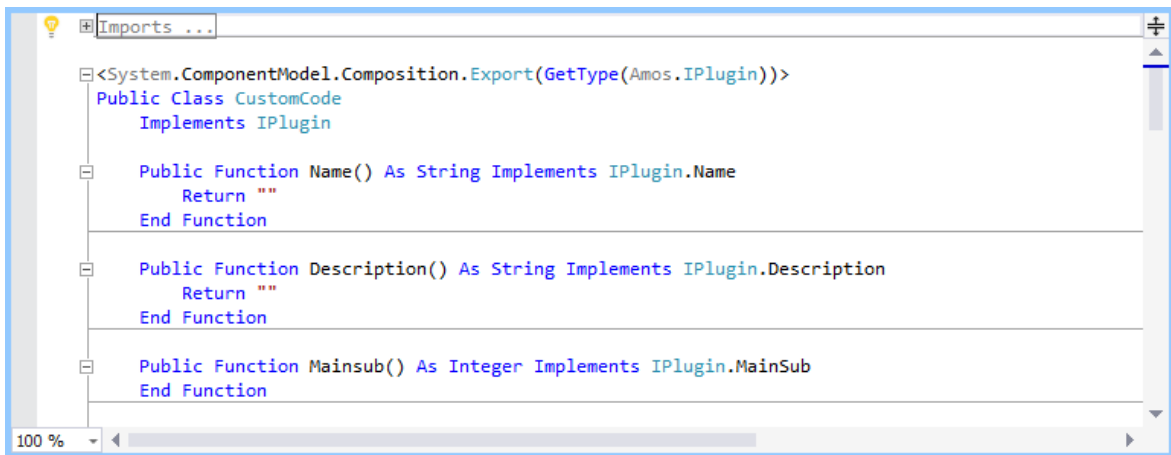 Imports ...
<System.ComponentModel.Composition.Export(GetType(Amos.IPlugin))>
Public Class CustomCode
Implements IPlugin
Public Function Name() As String Implements IPlugin.Name
Return ""
End Function
Public Function Description() As String Implements IPlugin.Description
Return ""
End Function
Public Function Mainsub() As Integer Implements IPlugin.MainSub
End Function
100 %